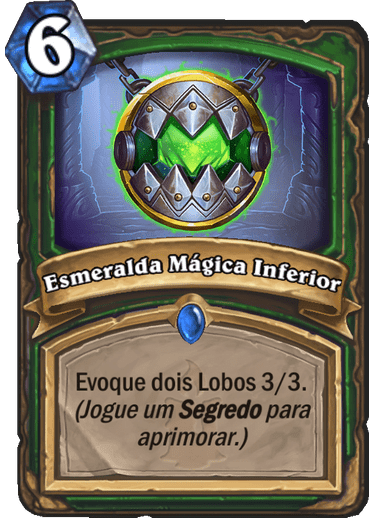 6
Esmeralda Mágica Inferior
Evoque dois Lobos 3/3.
(Jogue um Segredo para
aprimorar.)